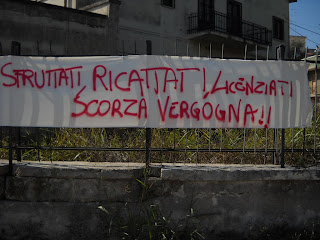 SFRUTTATI RICATTATI! LICENZIATI
SCORZA VERGOGNA!!